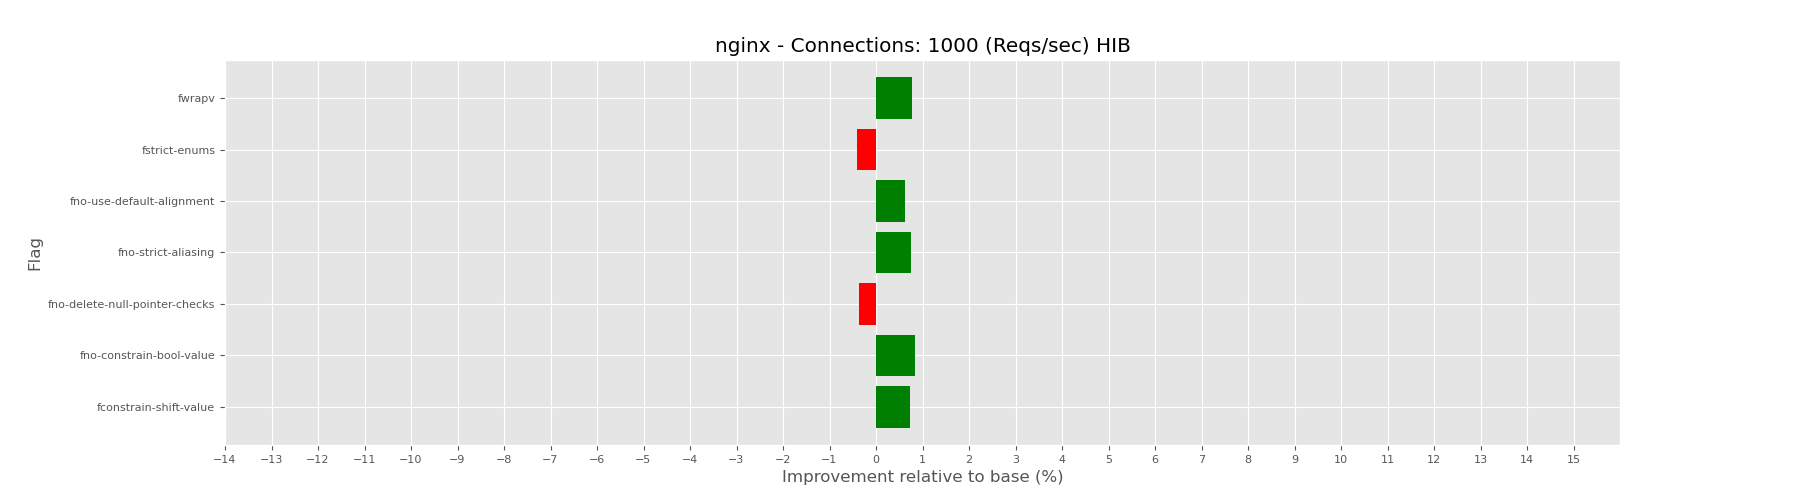 nginx - Connections: 1000 (Reqs/sec) HIB
Flag
fwrapv
fstrict-enums
fno-use-default-alignment
fno-strict-aliasing
fno-delete-null-pointer-checks
fno-constrain-bool-value
fconstrain-shift-value
−14 −13 −12 −11 −10 −9 −8 −7 −6 −5 −4 −3 −2 −1 0 1 2 3 4 5 6 7 8 9 10 11 12 13 14 15
Improvement relative to base (%)